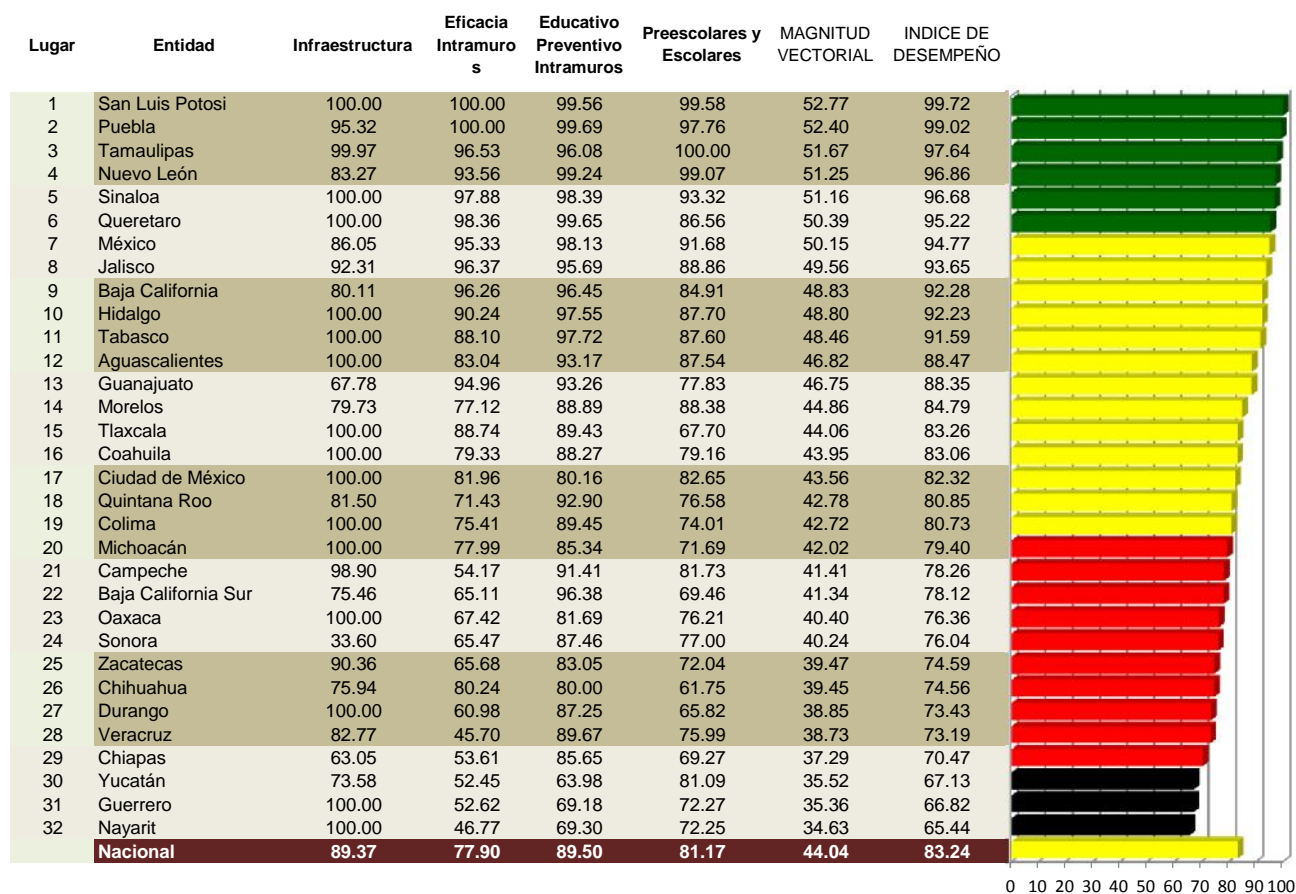 Lugar Entidad Infraestructura Eficacia Intramuro s Educativo Preventivo Intramuros Preescolares y Escolares MAGNITUD VECTORIAL INDICE DE DESEMPEÑO
1 San Luis Potosi 100.00 100.00 99.56 99.58 52.77 99.72
2 Puebla 95.32 100.00 99.69 97.76 52.40 99.02
3 Tamaulipas 99.97 96.53 96.08 100.00 51.67 97.64
4 Nuevo León 83.27 93.56 99.24 99.07 51.25 96.86
5 Sinaloa 100.00 97.88 98.39 93.32 51.16 96.68
6 Queretaro 100.00 98.36 99.65 86.56 50.39 95.22
7 México 86.05 95.33 98.13 91.68 50.15 94.77
8 Jalisco 92.31 96.37 95.69 88.86 49.56 93.65
9 Baja California 80.11 96.26 96.45 84.91 48.83 92.28
10 Hidalgo 100.00 90.24 97.55 87.70 48.80 92.23
11 Tabasco 100.00 88.10 97.72 87.60 48.46 91.59
12 Aguascalientes 100.00 83.04 93.17 87.54 46.82 88.47
13 Guanajuato 67.78 94.96 93.26 77.83 46.75 88.35
14 Morelos 79.73 77.12 88.89 88.38 44.86 84.79
15 Tlaxcala 100.00 88.74 89.43 67.70 44.06 83.26
16 Coahuila 100.00 79.33 88.27 79.16 43.95 83.06
17 Ciudad de México 100.00 81.96 80.16 82.65 43.56 82.32
18 Quintana Roo 81.50 71.43 92.90 76.58 42.78 80.85
19 Colima 100.00 75.41 89.45 74.01 42.72 80.73
20 Michoacán 100.00 77.99 85.34 71.69 42.02 79.40
21 Campeche 98.90 54.17 91.41 81.73 41.41 78.26
22 Baja California Sur 75.46 65.11 96.38 69.46 41.34 78.12
23 Oaxaca 100.00 67.42 81.69 76.21 40.40 76.36
24 Sonora 33.60 65.47 87.46 77.00 40.24 76.04
25 Zacatecas 90.36 65.68 83.05 72.04 39.47 74.59
26 Chihuahua 75.94 80.24 80.00 61.75 39.45 74.56
27 Durango 100.00 60.98 87.25 65.82 38.85 73.43
28 Veracruz 82.77 45.70 89.67 75.99 38.73 73.19
29 Chiapas 63.05 53.61 85.65 69.27 37.29 70.47
30 Yucatán 73.58 52.45 63.98 81.09 35.52 67.13
31 Guerrero 100.00 52.62 69.18 72.27 35.36 66.82
32 Nayarit 100.00 46.77 69.30 72.25 34.63 65.44
Nacional 89.37 77.90 89.50 81.17 44.04 83.24
0 10 20 30 40 50 60 70 80 90 100